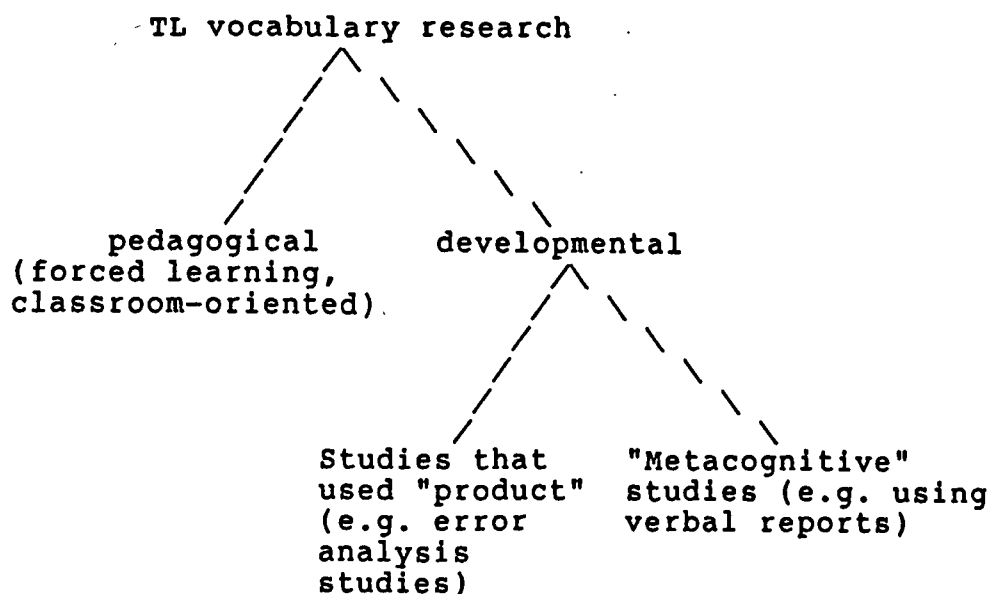 TL vocabulary research
pedagogical
(forced learning,
classroom-oriented)
developmental
Studies that
used "product"
(e.g. error
analysis
studies)
"Metacognitive"
studies (e.g. using
verbal reports)